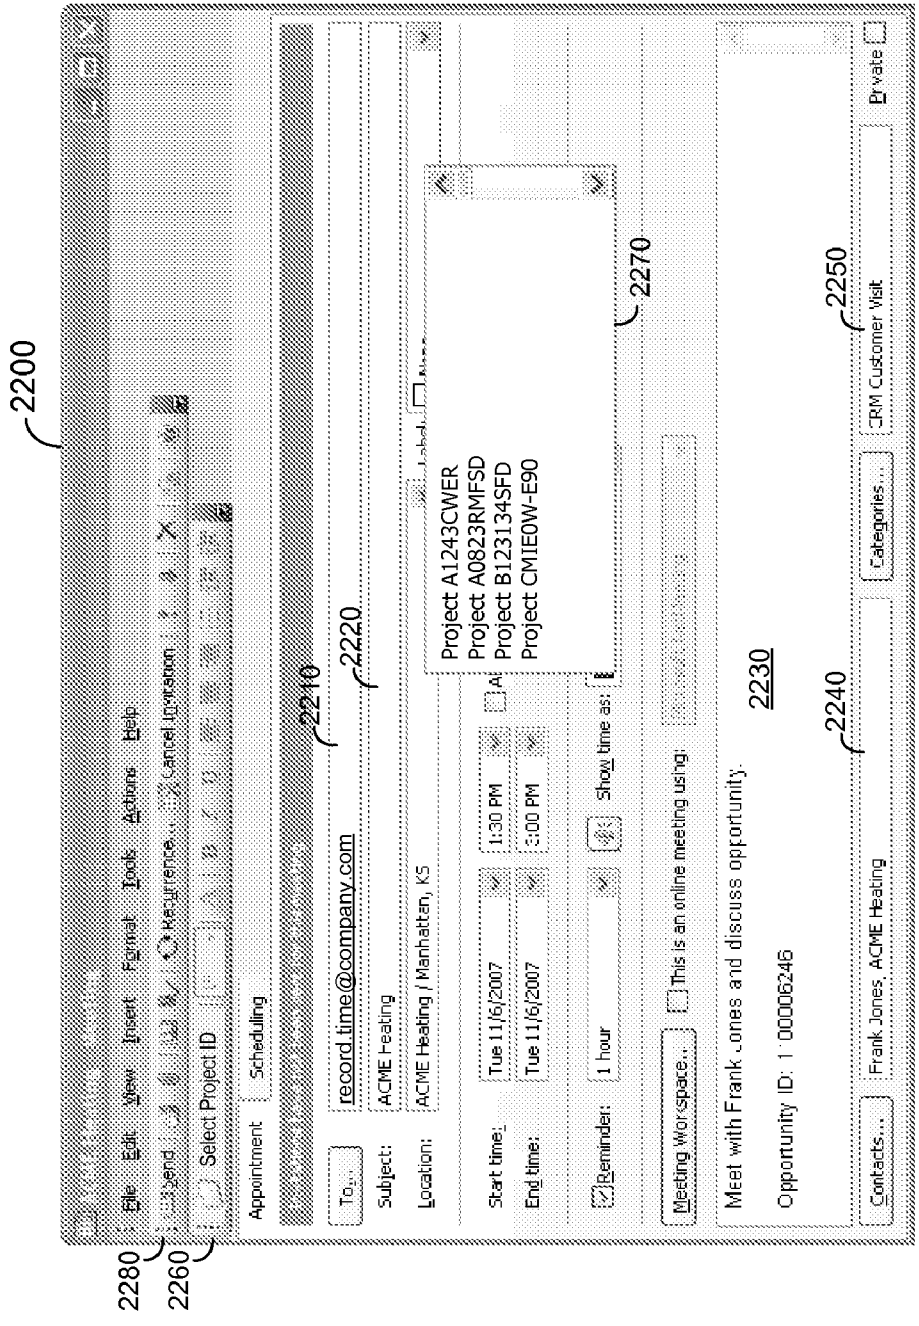 2200
File Edit View Insert Format Tools Actions Help
2280
Send Recurrence... Cancel Invitation
2260
Select Project ID
Appointment Scheduling
2210
To... record.time@company.com
2220
Subject: ACME Heating
Location: ACME Heating / Manhattan, KS Label:
Project A1243CWER
Project A0823RMFSD
Project B123134SFD
Project CMIE0W-E90
2270
Start time: Tue 11/6/2007 1:30 PM
End time: Tue 11/6/2007 3:00 PM
Reminder: 1 hour Show time as:
Meeting Workspace... This is an online meeting using:
Meet with Frank Jones and discuss opportunity.
2230
Opportunity ID: 1 00006246
2240
2250
Contacts... Frank Jones, ACME Heating Categories... CRM Customer Visit Private